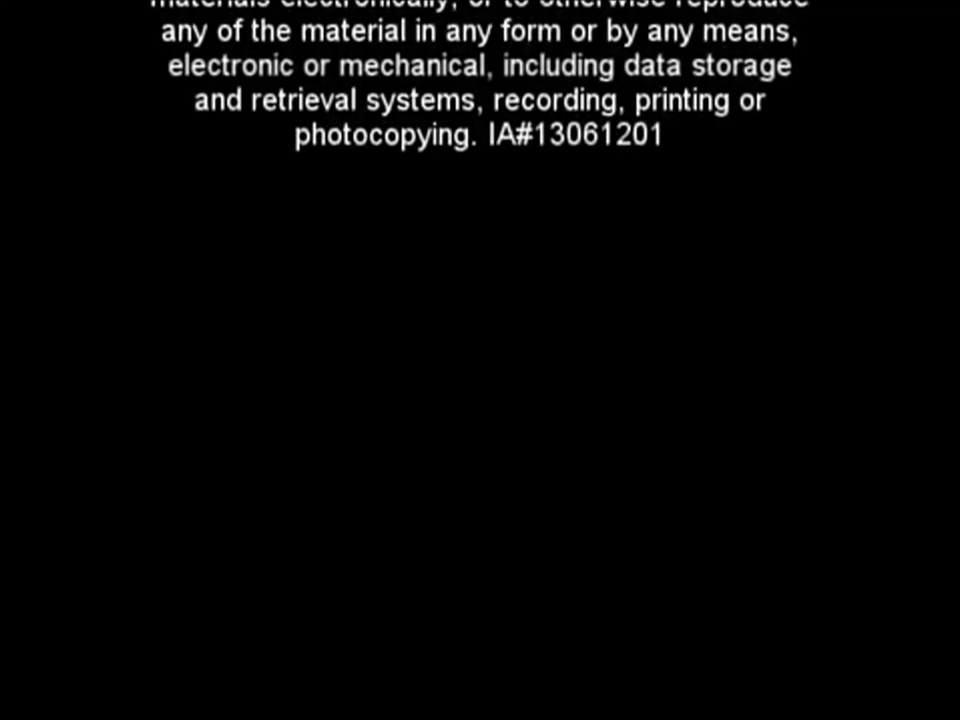 materials electronically, or to otherwise reproduce
any of the material in any form or by any means,
electronic or mechanical, including data storage
and retrieval systems, recording, printing or
photocopying. IA#13061201